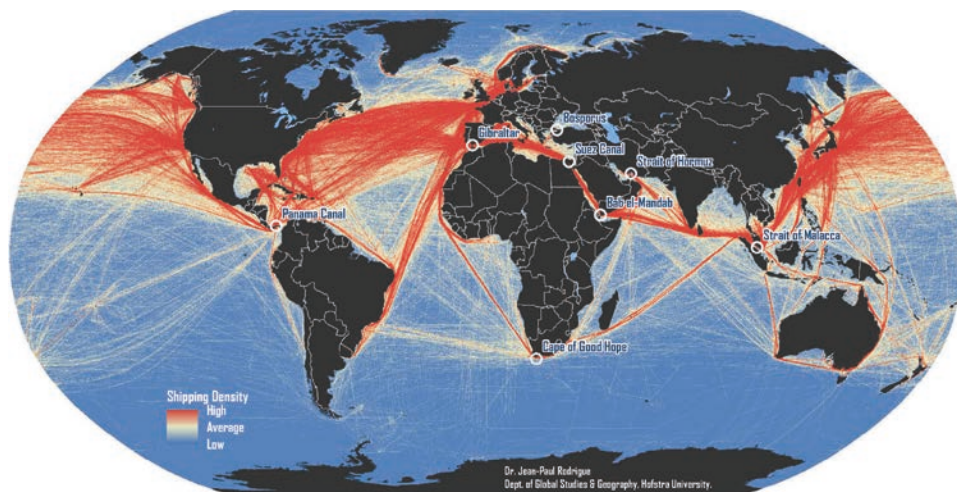 Bosporus
Gibraltar
Suez Canal
Strait of Hormuz
Bab el-Mandab
Panama Canal
Strait of Malacca
Cape of Good Hope
Shipping Density
High
Average
Low
Dr. Jean-Paul Rodrigue
Dept. of Global Studies & Geography, Hofstra University.